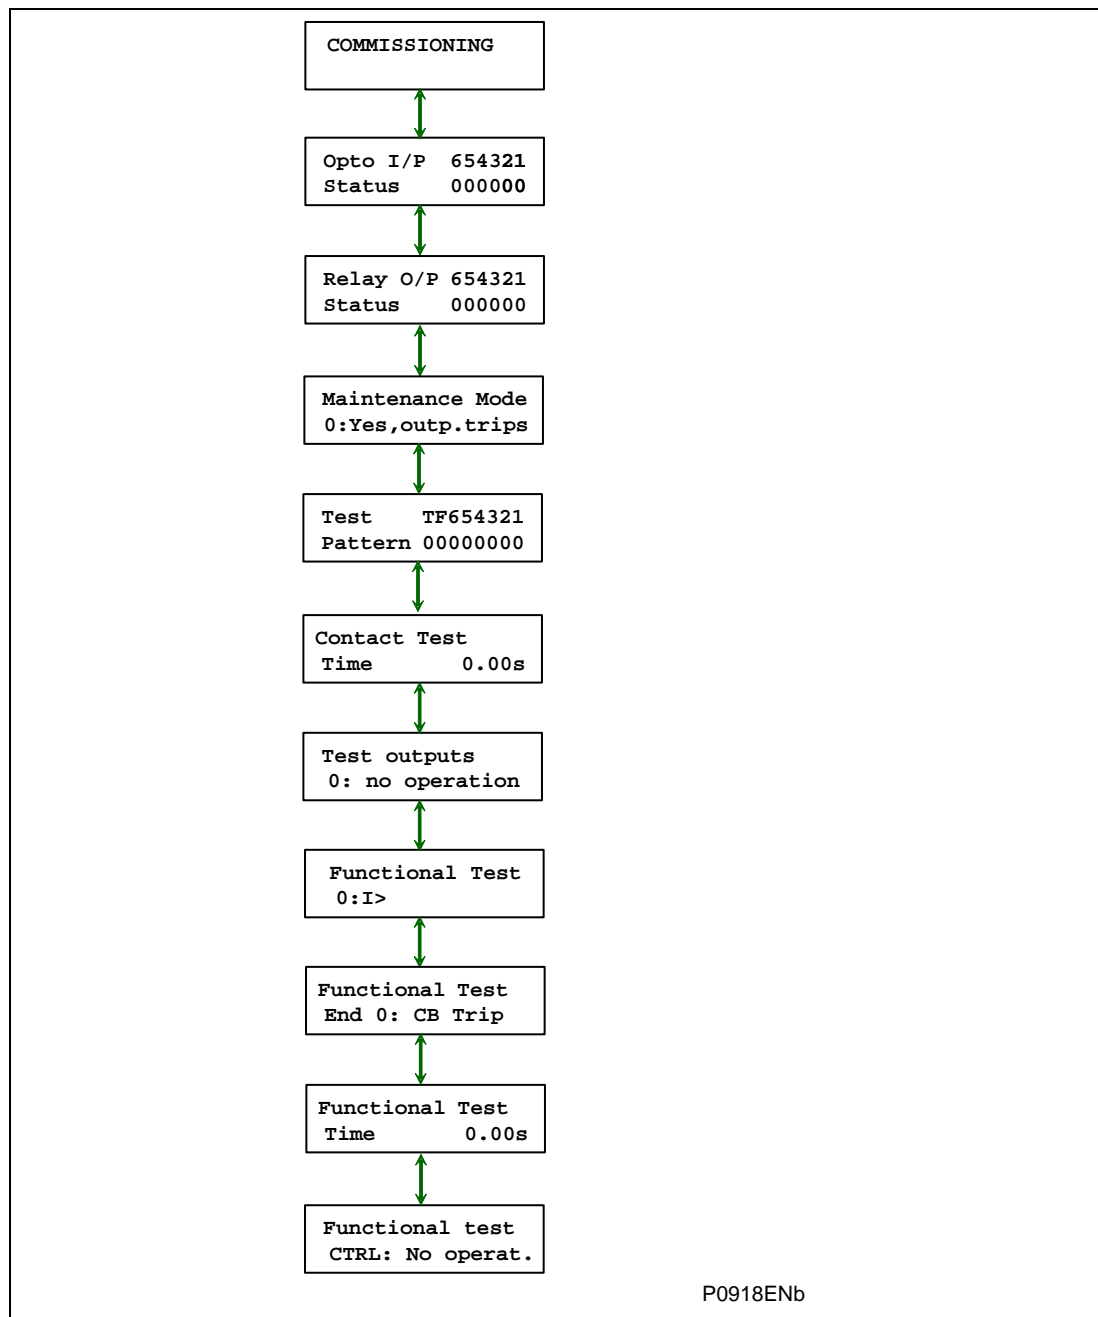 COMMISSIONING
Opto I/P 654321
Status 000000
Relay O/P 654321
Status 000000
Maintenance Mode
0:Yes,outp.trips
Test TF654321
Pattern 00000000
Contact Test
Time 0.00s
Test outputs
0: no operation
Functional Test
0:I>
Functional Test
End 0: CB Trip
Functional Test
Time 0.00s
Functional test
CTRL: No operat.
P0918ENb